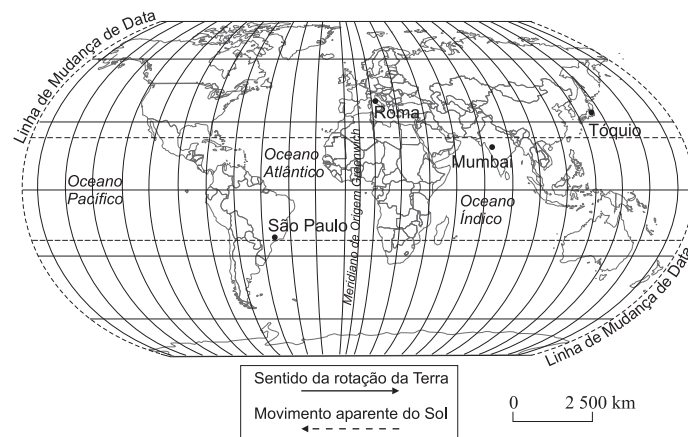 Linha de Mudança de Data
Roma
Tóquio
Mumbai
Oceano
Atlântico
Oceano
Pacífico
Meridiano de Origem Greenwich
Oceano
Índico
São Paulo
Linha de Mudança de Data
Sentido da rotação da Terra
Movimento aparente do Sol
0 2 500 km